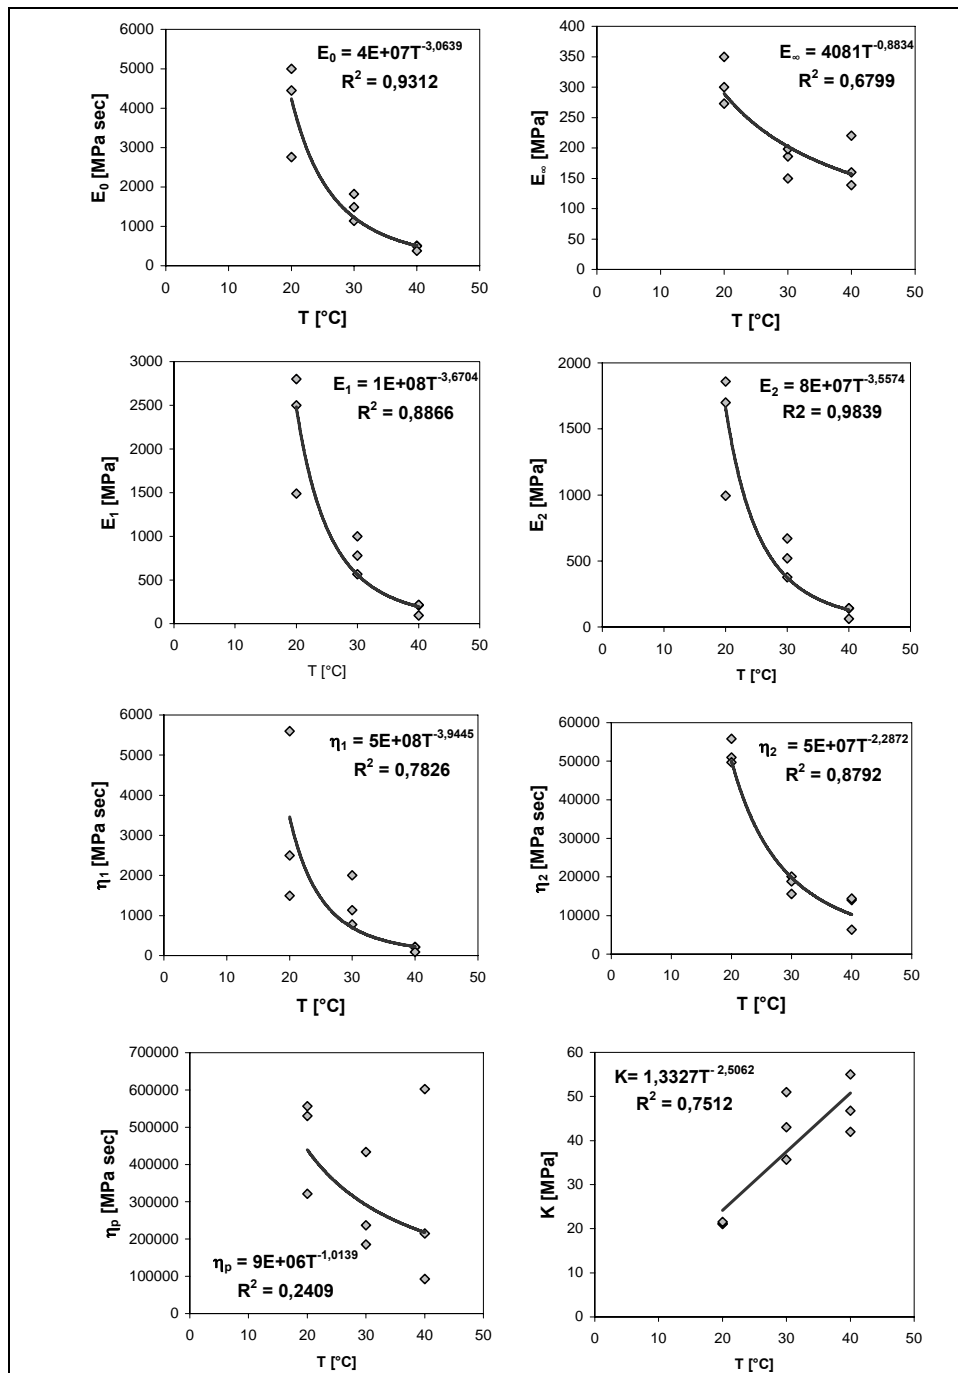 E₀ = 4E+07T⁻³,⁰⁶³⁹
R² = 0,9312
E₀ [MPa sec]
6000
5000
4000
3000
2000
1000
0
0 10 20 30 40 50
T [°C]
E∞ = 4081T⁻⁰,⁸⁸³⁴
R² = 0,6799
E∞ [MPa]
400
350
300
250
200
150
100
50
0
0 10 20 30 40 50
T [°C]
E₁ = 1E+08T⁻³,⁶⁷⁰⁴
R² = 0,8866
E₁ [MPa]
3000
2500
2000
1500
1000
500
0
0 10 20 30 40 50
T [°C]
E₂ = 8E+07T⁻³,⁵⁵⁷⁴
R2 = 0,9839
E₂ [MPa]
2000
1500
1000
500
0
0 10 20 30 40 50
T [°C]
η₁ = 5E+08T⁻³,⁹⁴⁴⁵
R² = 0,7826
η₁ [MPa sec]
6000
5000
4000
3000
2000
1000
0
0 10 20 30 40 50
T [°C]
η₂ = 5E+07T⁻²,²⁸⁷²
R² = 0,8792
η₂ [MPa sec]
60000
50000
40000
30000
20000
10000
0
0 10 20 30 40 50
T [°C]
ηₚ = 9E+06T⁻¹,⁰¹³⁹
R² = 0,2409
ηₚ [MPa sec]
700000
600000
500000
400000
300000
200000
100000
0
0 10 20 30 40 50
T [°C]
K= 1,3327T⁻ ²,⁵⁰⁶²
R² = 0,7512
K [MPa]
60
50
40
30
20
10
0
0 10 20 30 40 50
T [°C]